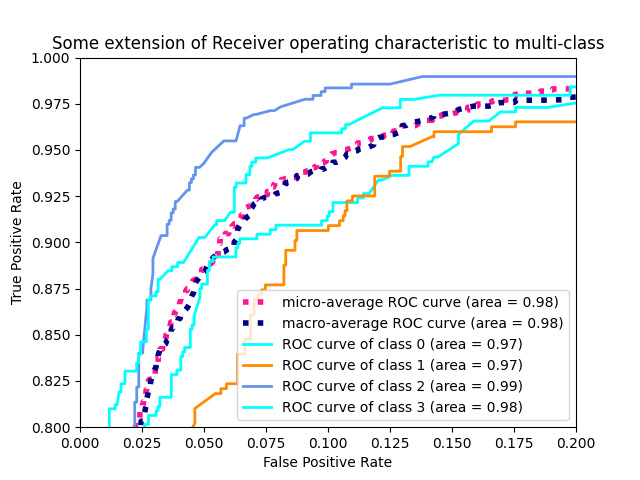 Some extension of Receiver operating characteristic to multi-class
1.000
0.975
0.950
0.925
0.900
0.875
0.850
0.825
0.800
True Positive Rate
micro-average ROC curve (area = 0.98)
macro-average ROC curve (area = 0.98)
ROC curve of class 0 (area = 0.97)
ROC curve of class 1 (area = 0.97)
ROC curve of class 2 (area = 0.99)
ROC curve of class 3 (area = 0.98)
0.000 0.025 0.050 0.075 0.100 0.125 0.150 0.175 0.200
False Positive Rate